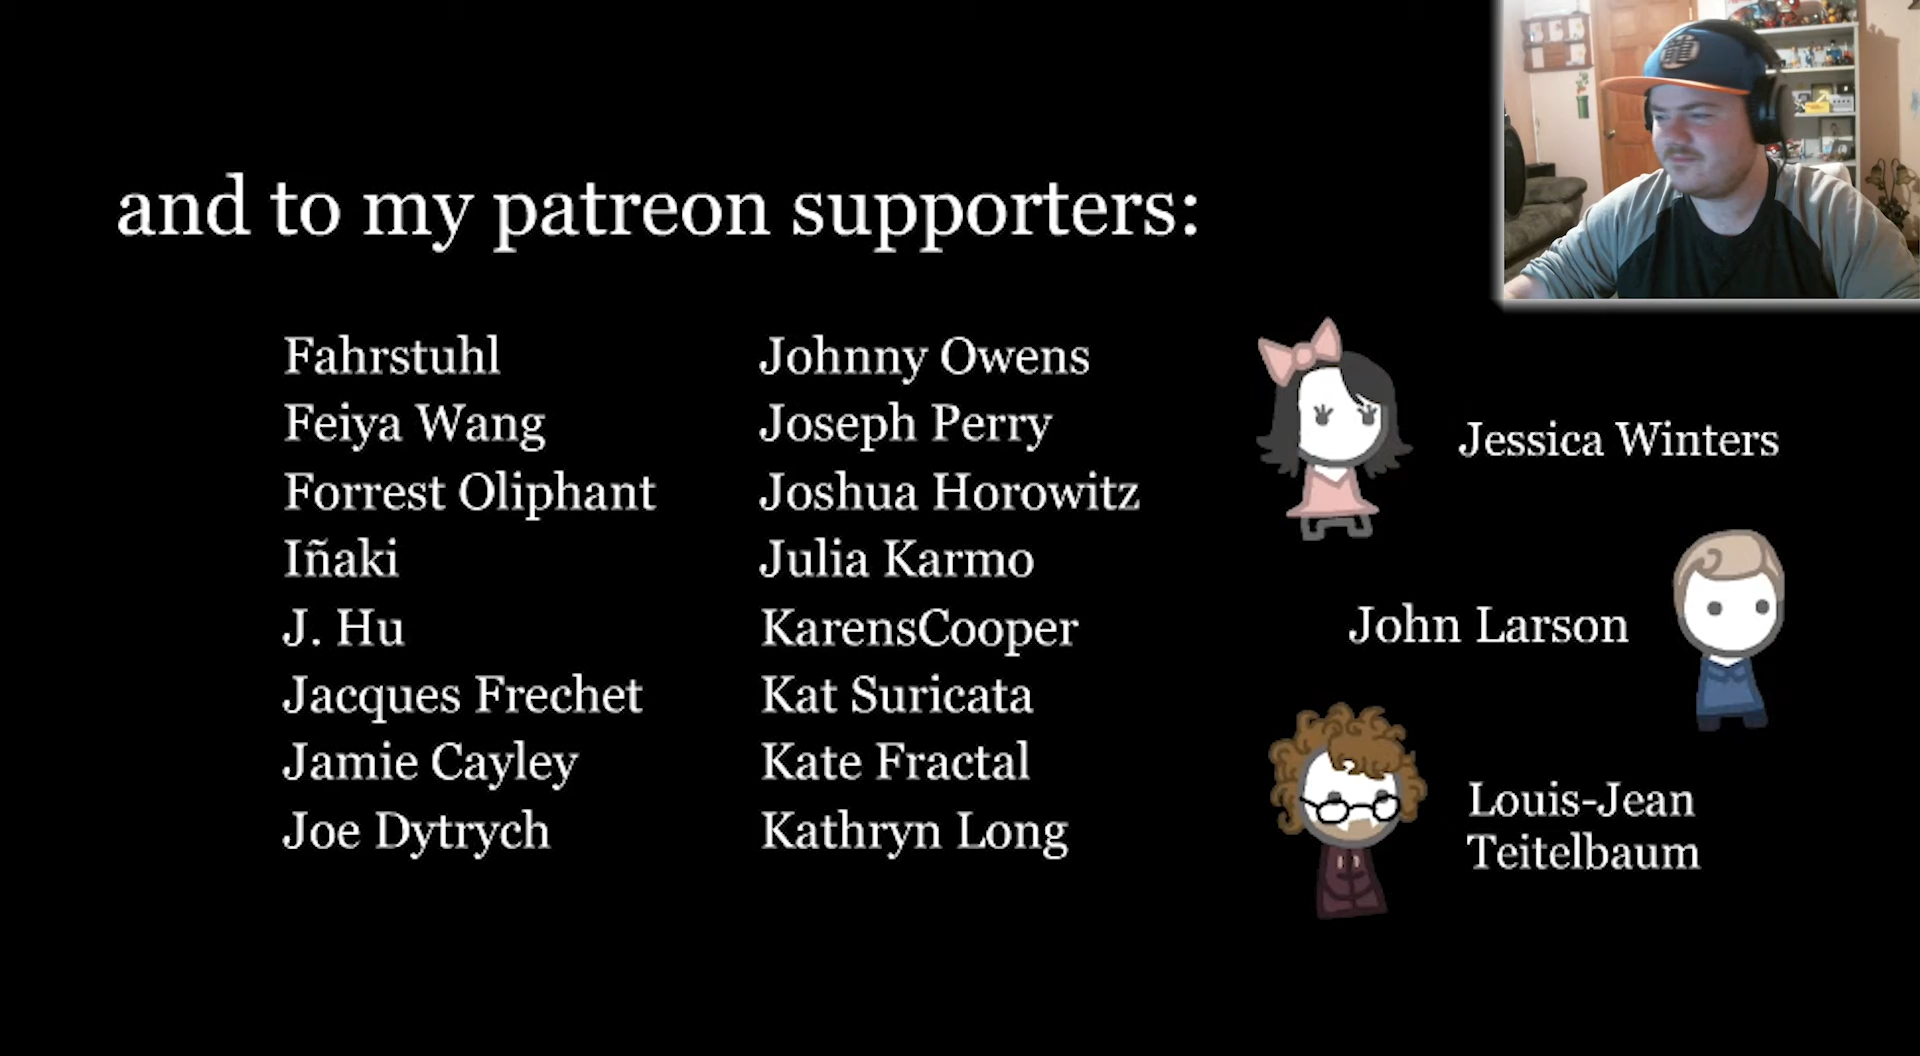 and to my patreon supporters:
Fahrstuhl
Feiya Wang
Forrest Oliphant
Iñaki
J. Hu
Jacques Frechet
Jamie Cayley
Joe Dytrych
Johnny Owens
Joseph Perry
Joshua Horowitz
Julia Karmo
KarensCooper
Kat Suricata
Kate Fractal
Kathryn Long
Jessica Winters
John Larson
Louis-Jean
Teitelbaum